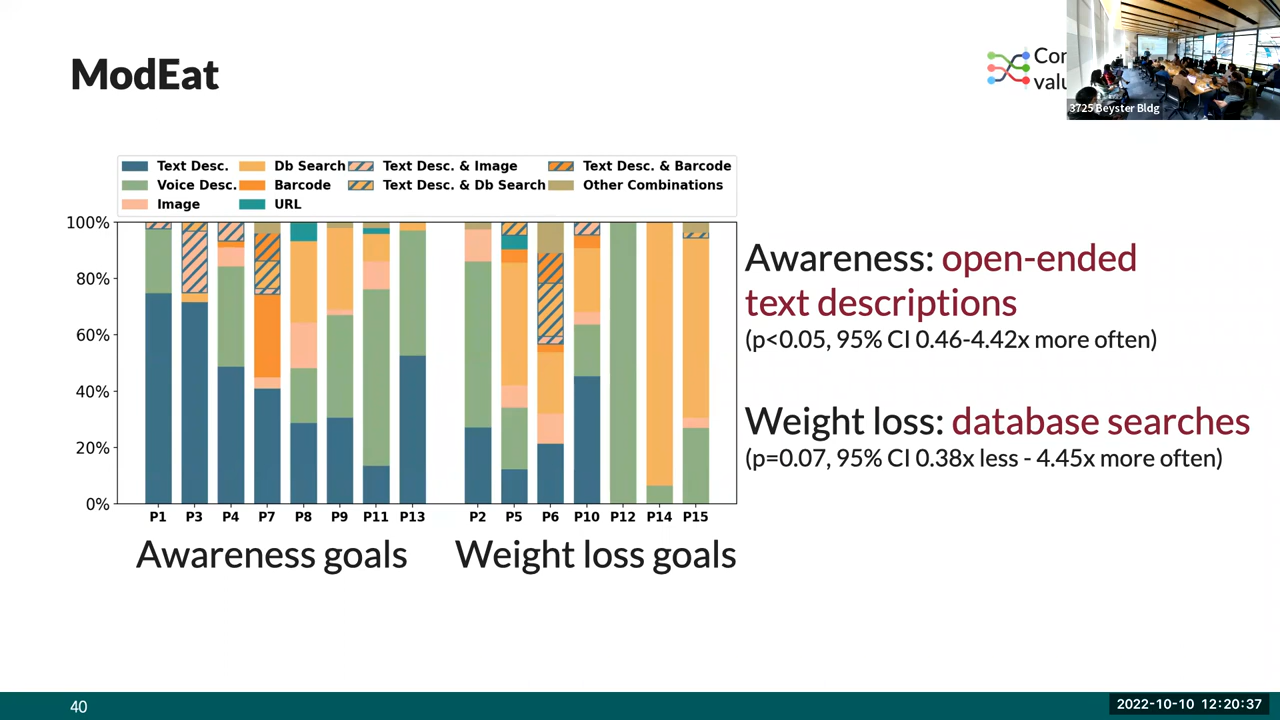 ModEat
3725 Beyster Bldg
Text Desc.
Db Search
Text Desc. & Image
Text Desc. & Barcode
Voice Desc.
Barcode
Text Desc. & Db Search
Other Combinations
Image
URL
100%
80%
60%
40%
20%
0%
P1 P3 P4 P7 P8 P9 P11 P13 P2 P5 P6 P10 P12 P14 P15
Awareness goals
Weight loss goals
Awareness: open-ended
text descriptions
(p<0.05, 95% CI 0.46-4.42x more often)
Weight loss: database searches
(p=0.07, 95% CI 0.38x less - 4.45x more often)
40
2022-10-10 12:20:37